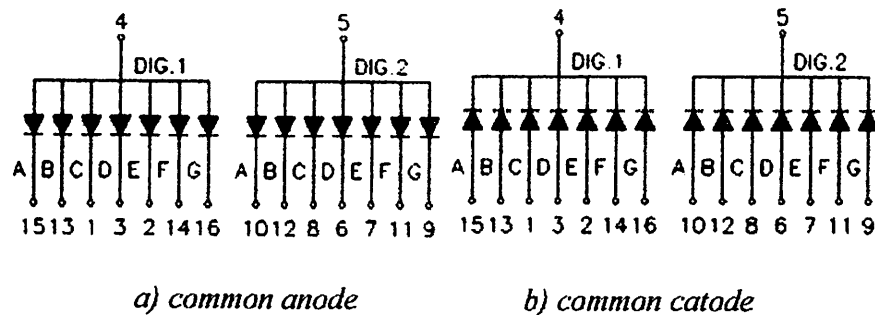 4 5 4 5
DIG.1 DIG.2 DIG.1 DIG.2
A B C D E F G A B C D E F G A B C D E F G A B C D E F G
15 13 1 3 2 14 16 10 12 8 6 7 11 9 15 13 1 3 2 14 16 10 12 8 6 7 11 9
a) common anode b) common catode